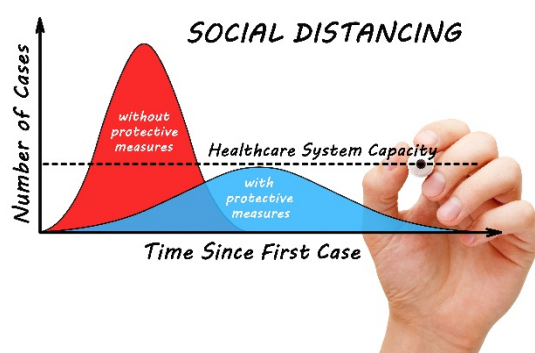 SOCIAL DISTANCING
Number of Cases
without
protective
measures
Healthcare System Capacity
with
protective
measures
Time Since First Case